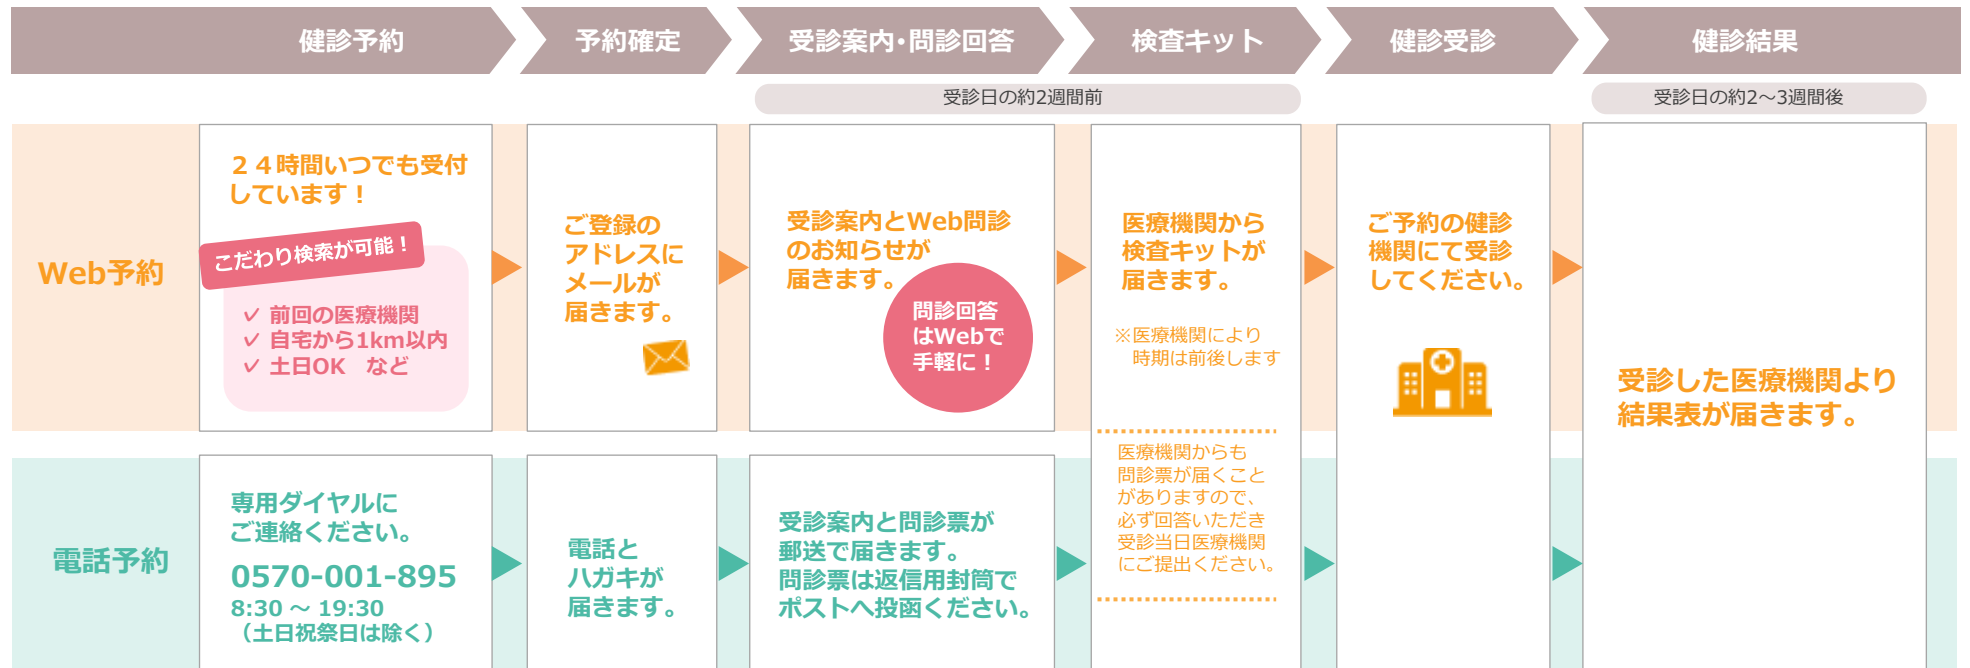 健診予約
予約確定
受診案内・問診回答
検査キット
健診受診
健診結果
受診日の約2週間前
受診日の約2〜3週間後
Web予約
２４時間いつでも受付
しています！
こだわり検索が可能！
✓ 前回の医療機関
✓ 自宅から1km以内
✓ 土日OK　など
ご登録の
アドレスに
メールが
届きます。
受診案内とWeb問診
のお知らせが
届きます。
問診回答
はWebで
手軽に！
医療機関から
検査キットが
届きます。
※医療機関により
時期は前後します
医療機関からも
問診票が届くこと
がありますので、
必ず回答いただき
受診当日医療機関
にご提出ください。
ご予約の健診
機関にて受診
してください。
受診した医療機関より
結果表が届きます。
電話予約
専用ダイヤルに
ご連絡ください。
0570-001-895
8:30 〜 19:30
（土日祝祭日は除く）
電話と
ハガキが
届きます。
受診案内と問診票が
郵送で届きます。
問診票は返信用封筒で
ポストへ投函ください。